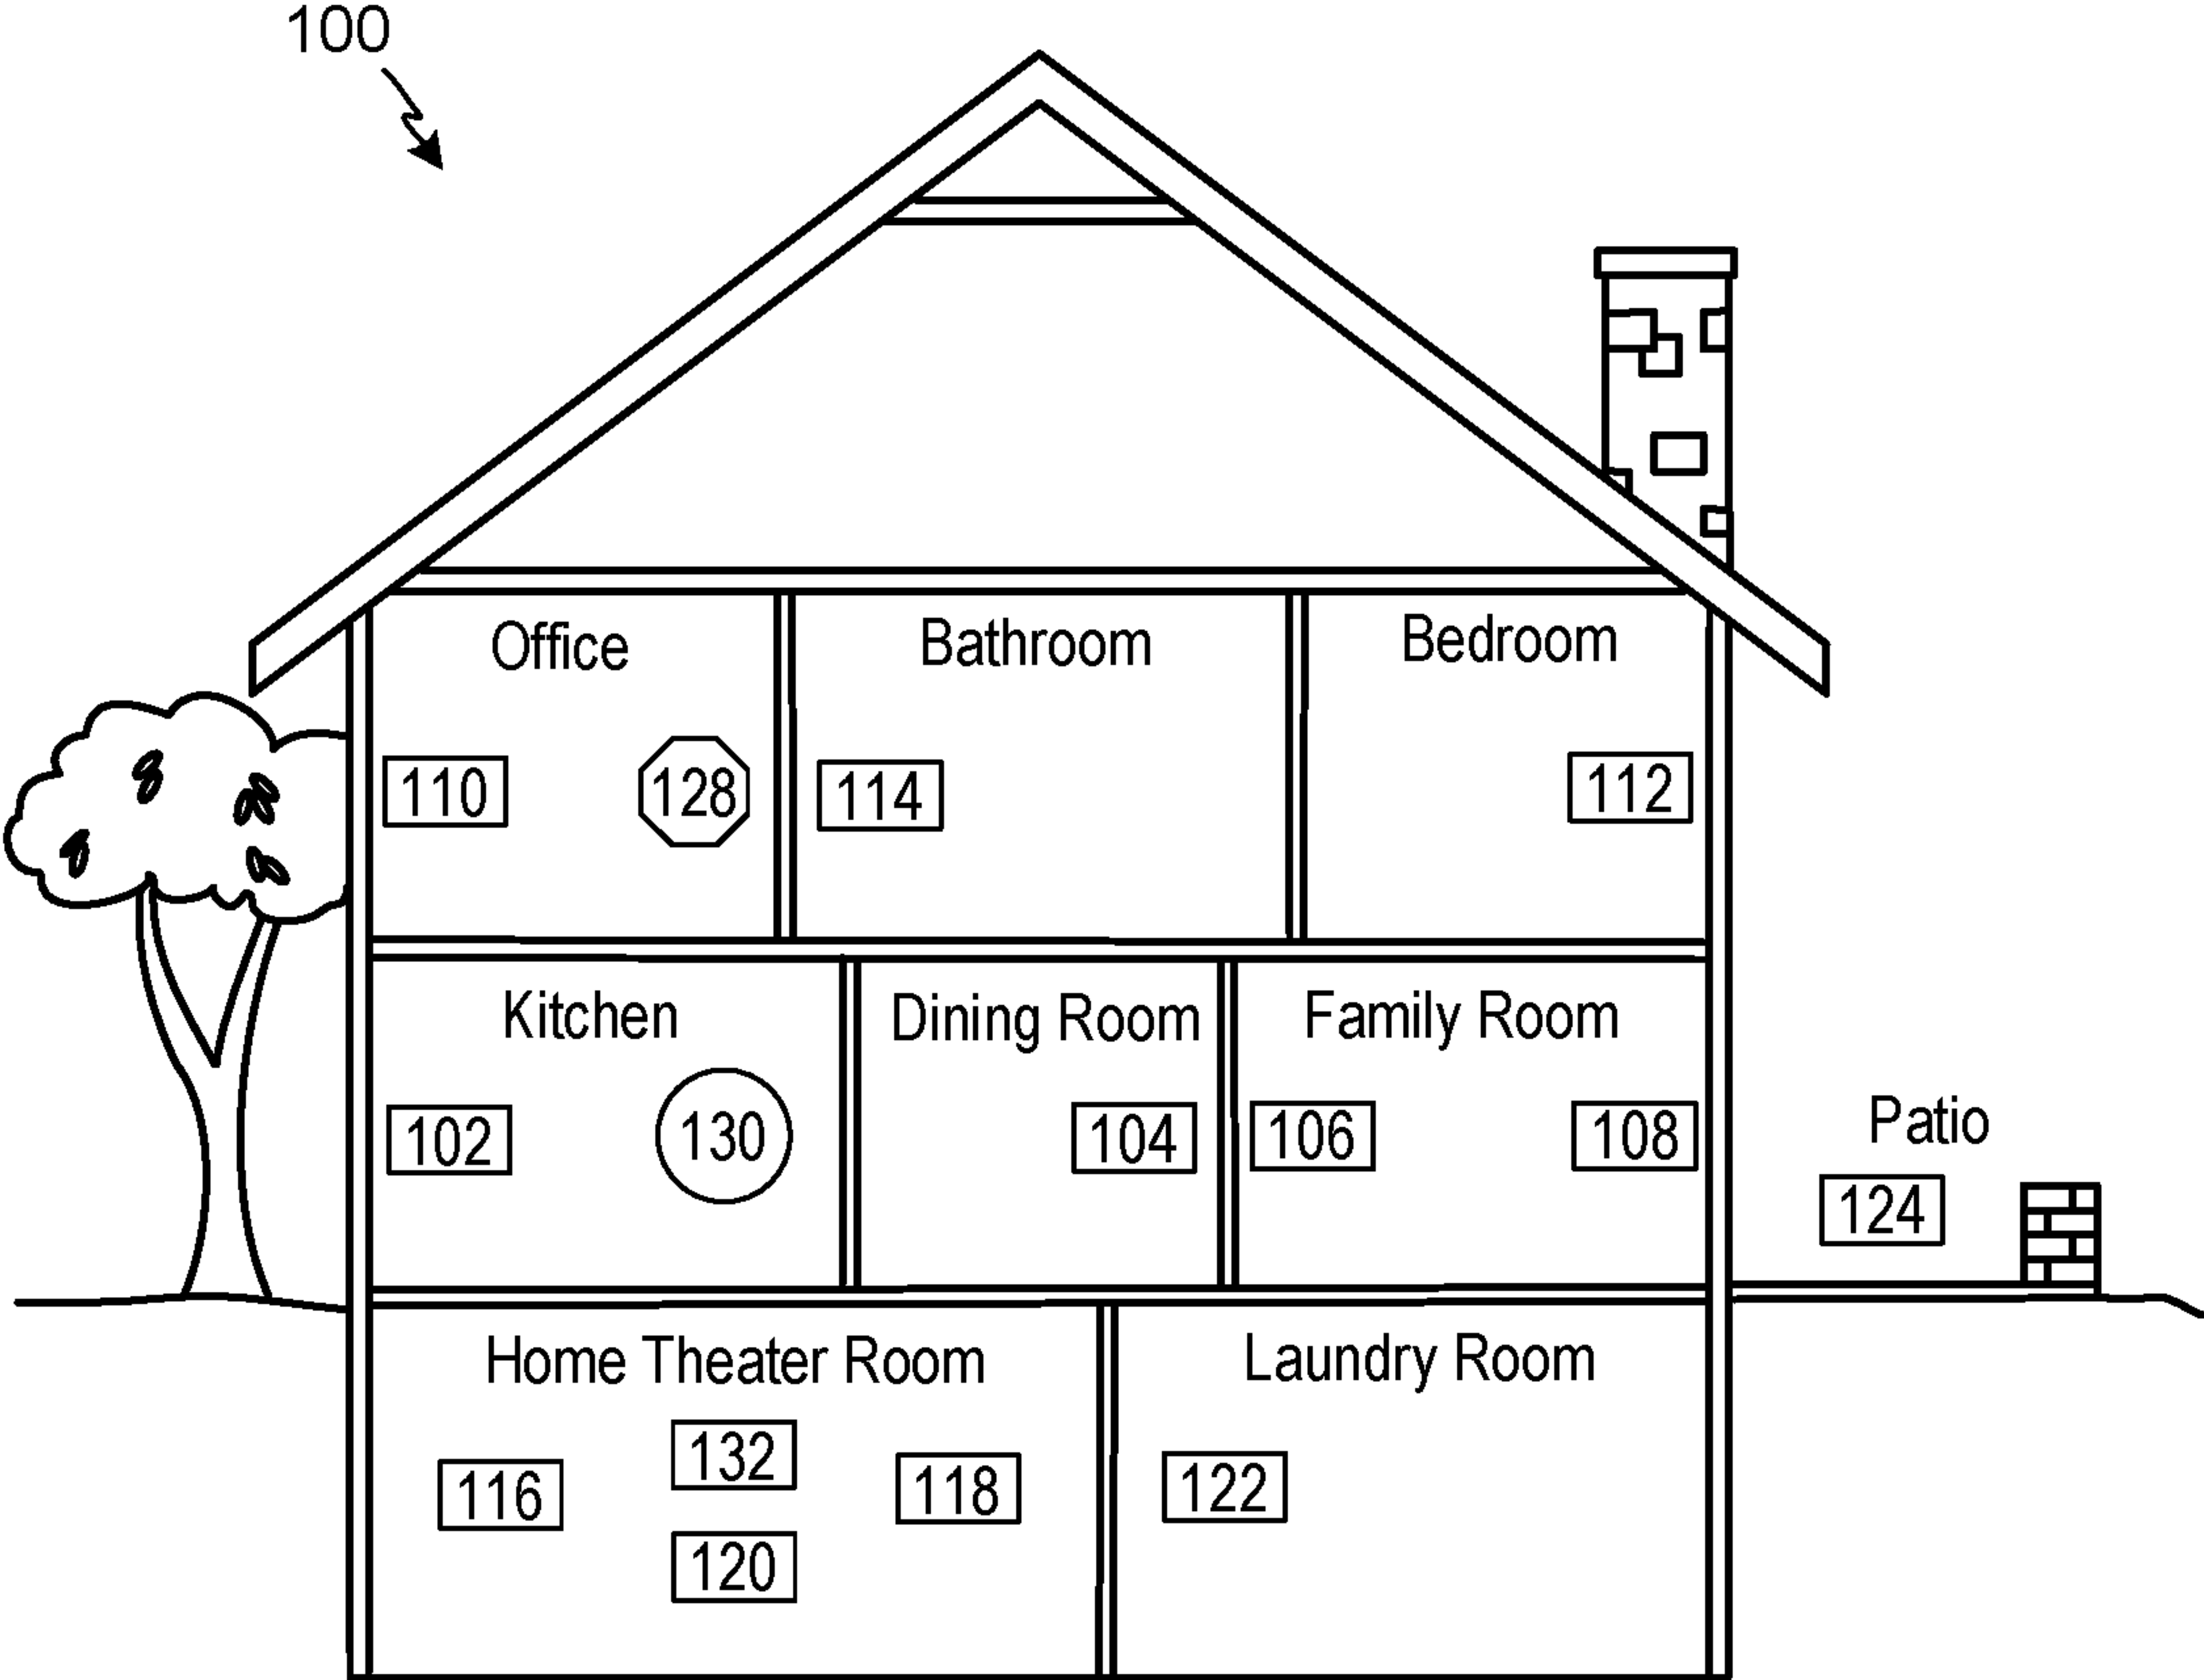 100
Office
Bathroom
Bedroom
110
128
114
112
Kitchen
Dining Room
Family Room
102
130
104
106
108
Patio
124
Home Theater Room
Laundry Room
132
116
118
122
120